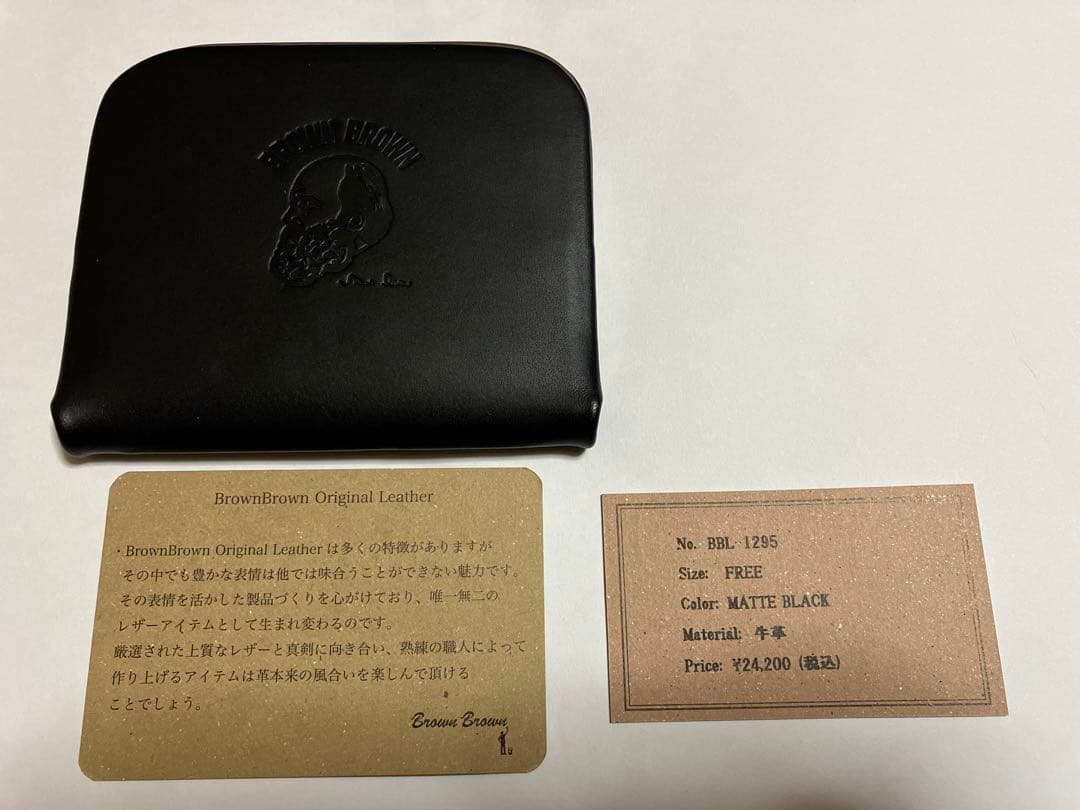 BROWN BROWN
BrownBrown Original Leather
・BrownBrown Original Leather は多くの特徴がありますが
その中でも豊かな表情は他では味合うことができない魅力です。
その表情を活かした製品づくりを心がけており、唯一無二の
レザーアイテムとして生まれ変わるのです。
厳選された上質なレザーと真剣に向き合い、熟練の職人によって
作り上げるアイテムは革本来の風合いを楽しんで頂ける
ことでしょう。
Brown Brown
No. BBL 1295
Size: FREE
Color: MATTE BLACK
Material: 牛革
Price: ¥24,200 (税込)